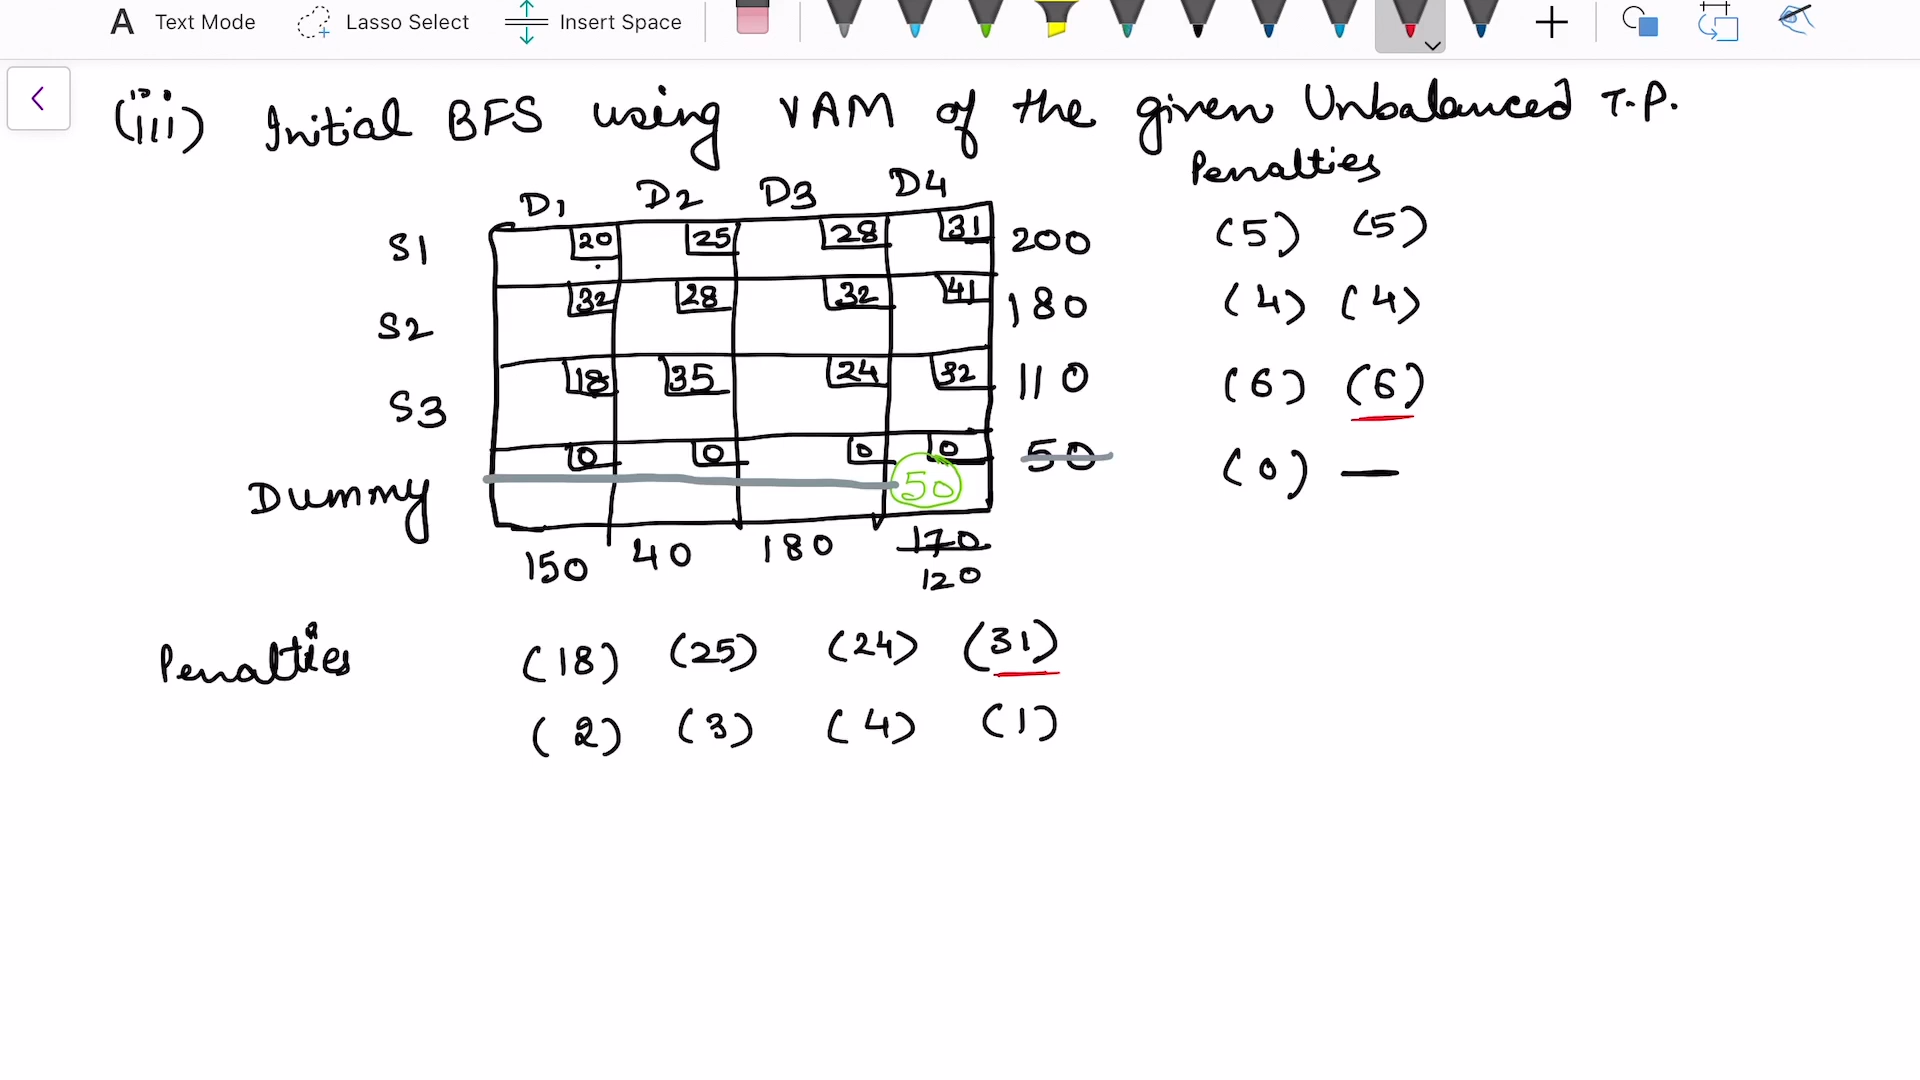 Text Mode Lasso Select Insert Space
(iii) Initial BFS using VAM of the given Unbalanced T.P.
Penalties
D1 D2 D3 D4
S1 20 25 28 31 200 (5) (5)
S2 32 28 32 41 180 (4) (4)
S3 18 35 24 32 110 (6) (6)
Dummy 0 0 0 0 50 50 (0) —
150 40 180 170
120
Penalties (18) (25) (24) (31)
(2) (3) (4) (1)